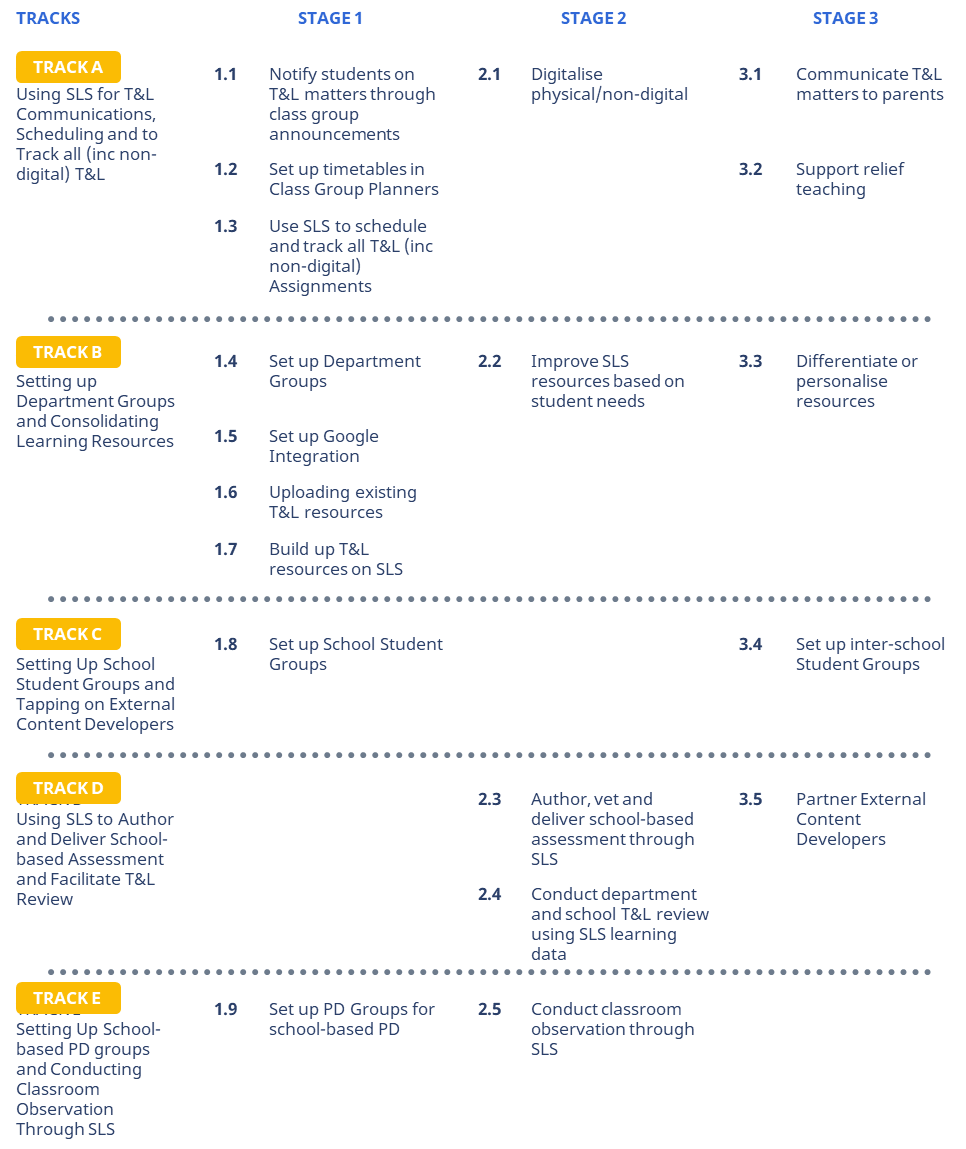 TRACKS
STAGE 1
STAGE 2
STAGE 3
TRACK A
Using SLS for T&L
Communications,
Scheduling and to
Track all (inc non-
digital) T&L
1.1
Notify students on
T&L matters through
class group
announcements
1.2
Set up timetables in
Class Group Planners
1.3
Use SLS to schedule
and track all T&L (inc
non-digital)
Assignments
2.1
Digitalise
physical/non-digital
3.1
Communicate T&L
matters to parents
3.2
Support relief
teaching
TRACK B
Setting up
Department Groups
and Consolidating
Learning Resources
1.4
Set up Department
Groups
1.5
Set up Google
Integration
1.6
Uploading existing
T&L resources
1.7
Build up T&L
resources on SLS
2.2
Improve SLS
resources based on
student needs
3.3
Differentiate or
personalise
resources
TRACK C
Setting Up School
Student Groups and
Tapping on External
Content Developers
1.8
Set up School Student
Groups
3.4
Set up inter-school
Student Groups
TRACK D
Using SLS to Author
and Deliver School-
based Assessment
and Facilitate T&L
Review
2.3
Author, vet and
deliver school-based
assessment through
SLS
2.4
Conduct department
and school T&L review
using SLS learning
data
3.5
Partner External
Content
Developers
TRACK E
Setting Up School-
based PD groups
and Conducting
Classroom
Observation
Through SLS
1.9
Set up PD Groups for
school-based PD
2.5
Conduct classroom
observation through
SLS